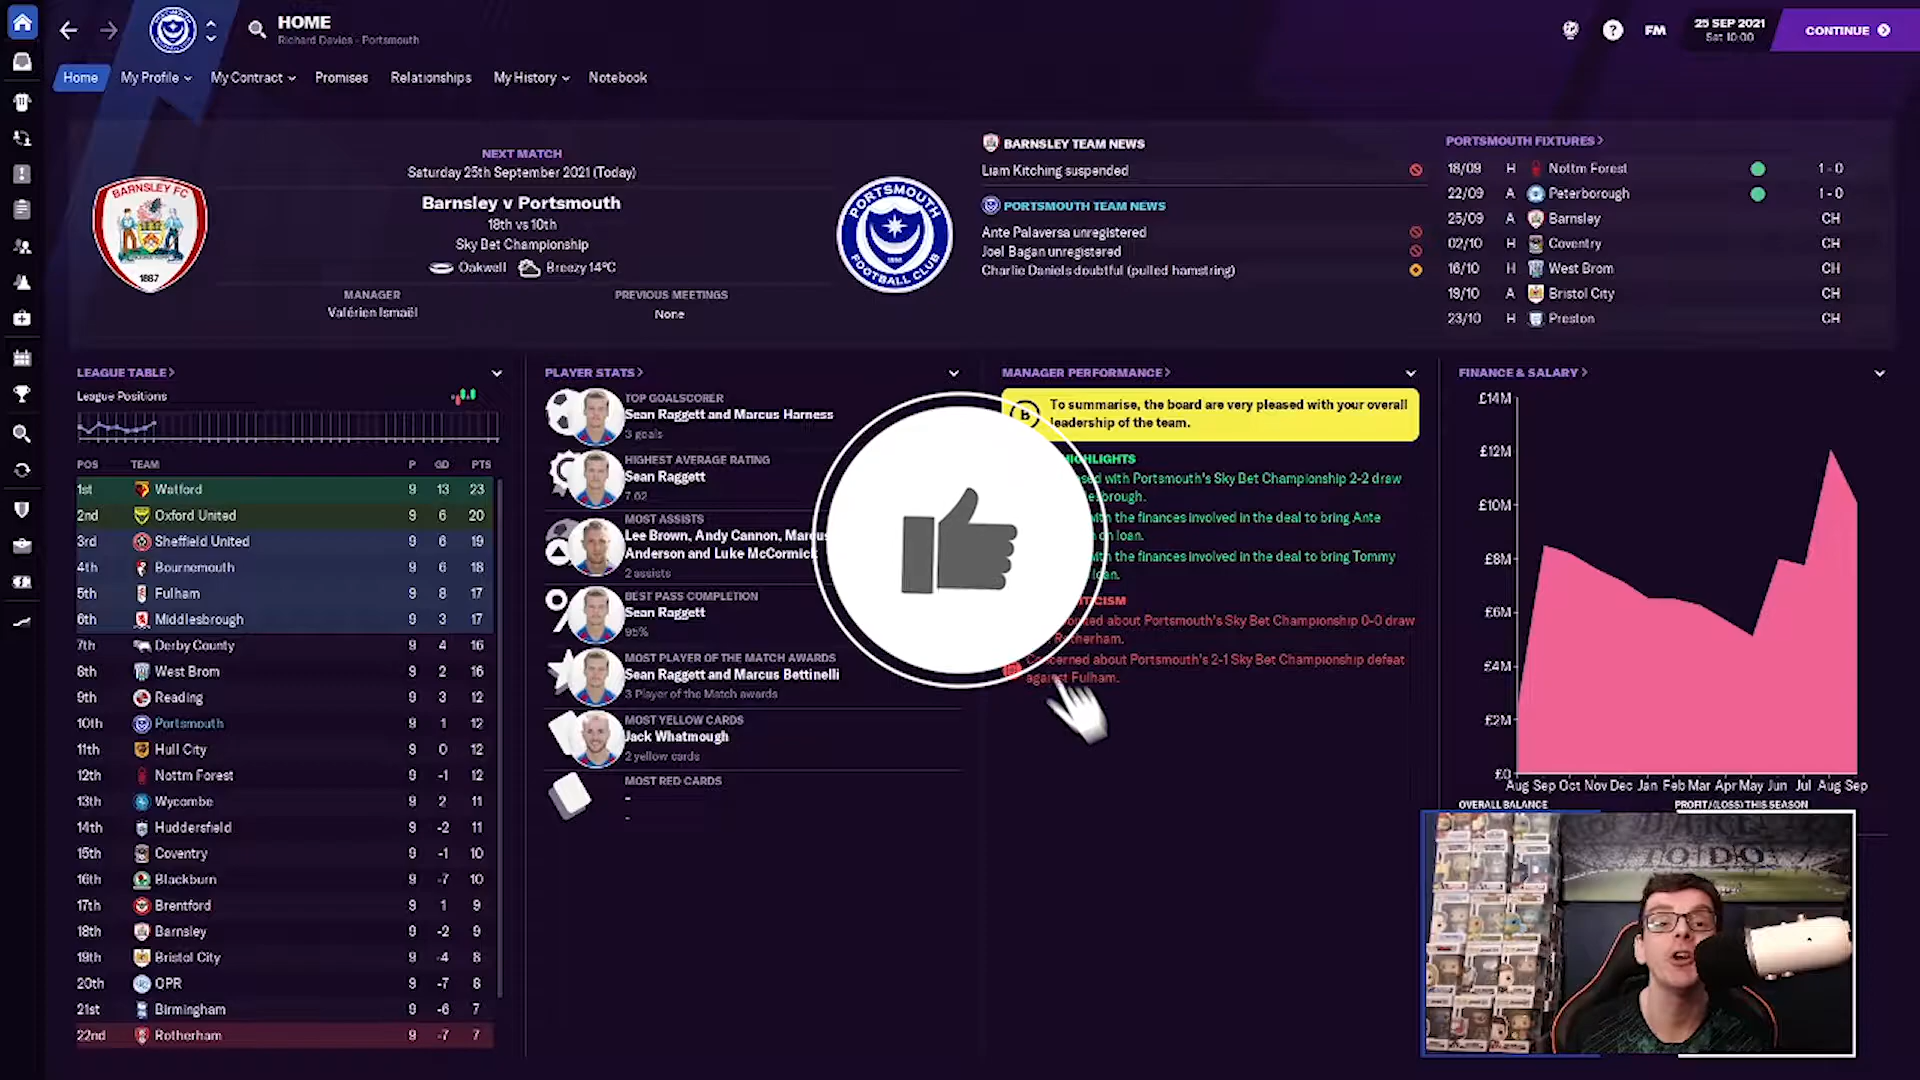 HOME
Richard Davies - Portsmouth
FM
25 SEP 2021
Sat 10:00
CONTINUE
Home
My Profile
My Contract
Promises
Relationships
My History
Notebook
NEXT MATCH
Saturday 25th September 2021 (Today)
Barnsley v Portsmouth
18th vs 10th
Sky Bet Championship
Oakwell
Breezy 14°C
MANAGER
Valérien Ismaël
PREVIOUS MEETINGS
None
BARNSLEY FC
1887
PORTSMOUTH
FOOTBALL CLUB
BARNSLEY TEAM NEWS
Liam Kitching suspended
PORTSMOUTH TEAM NEWS
Ante Palaversa unregistered
Joel Bagan unregistered
Charlie Daniels doubtful (pulled hamstring)
PORTSMOUTH FIXTURES
18/09 H Nottm Forest 1 - 0
22/09 A Peterborough 1 - 0
25/09 A Barnsley CH
02/10 H Coventry CH
16/10 H West Brom CH
19/10 A Bristol City CH
23/10 H Preston CH
LEAGUE TABLE
League Positions
POS TEAM P GD PTS
1st Watford 9 13 23
2nd Oxford United 9 6 20
3rd Sheffield United 9 6 19
4th Bournemouth 9 6 18
5th Fulham 9 8 17
6th Middlesbrough 9 3 17
7th Derby County 9 4 16
8th West Brom 9 2 16
9th Reading 9 3 12
10th Portsmouth 9 1 12
11th Hull City 9 0 12
12th Nottm Forest 9 -1 12
13th Wycombe 9 2 11
14th Huddersfield 9 -2 11
15th Coventry 9 -1 10
16th Blackburn 9 -7 10
17th Brentford 9 1 9
18th Barnsley 9 -2 9
19th Bristol City 9 -4 8
20th QPR 9 -7 8
21st Birmingham 9 -6 7
22nd Rotherham 9 -7 7
PLAYER STATS
TOP GOALSCORER
Sean Raggett and Marcus Harness
3 goals
HIGHEST AVERAGE RATING
Sean Raggett
7.02
MOST ASSISTS
Lee Brown, Andy Cannon, Marcus
Anderson and Luke McCormick
2 assists
BEST PASS COMPLETION
Sean Raggett
95%
MOST PLAYER OF THE MATCH AWARDS
Sean Raggett and Marcus Bettinelli
3 Player of the Match awards
MOST YELLOW CARDS
Jack Whatmough
2 yellow cards
MOST RED CARDS
-
-
MANAGER PERFORMANCE
B
To summarise, the board are very pleased with your overall
leadership of the team.
HIGHLIGHTS
with Portsmouth's Sky Bet Championship 2-2 draw
with the finances involved in the deal to bring Ante
on loan.
with the finances involved in the deal to bring Tommy
loan.
about Portsmouth's Sky Bet Championship 0-0 draw
Rotherham.
Concerned about Portsmouth's 2-1 Sky Bet Championship defeat
against Fulham.
FINANCE & SALARY
£14M
£12M
£10M
£8M
£6M
£4M
£2M
£0
Aug Sep Oct Nov Dec Jan Feb Mar Apr May Jun Jul Aug Sep
OVERALL BALANCE
PROFIT/(LOSS) THIS SEASON
TO DO